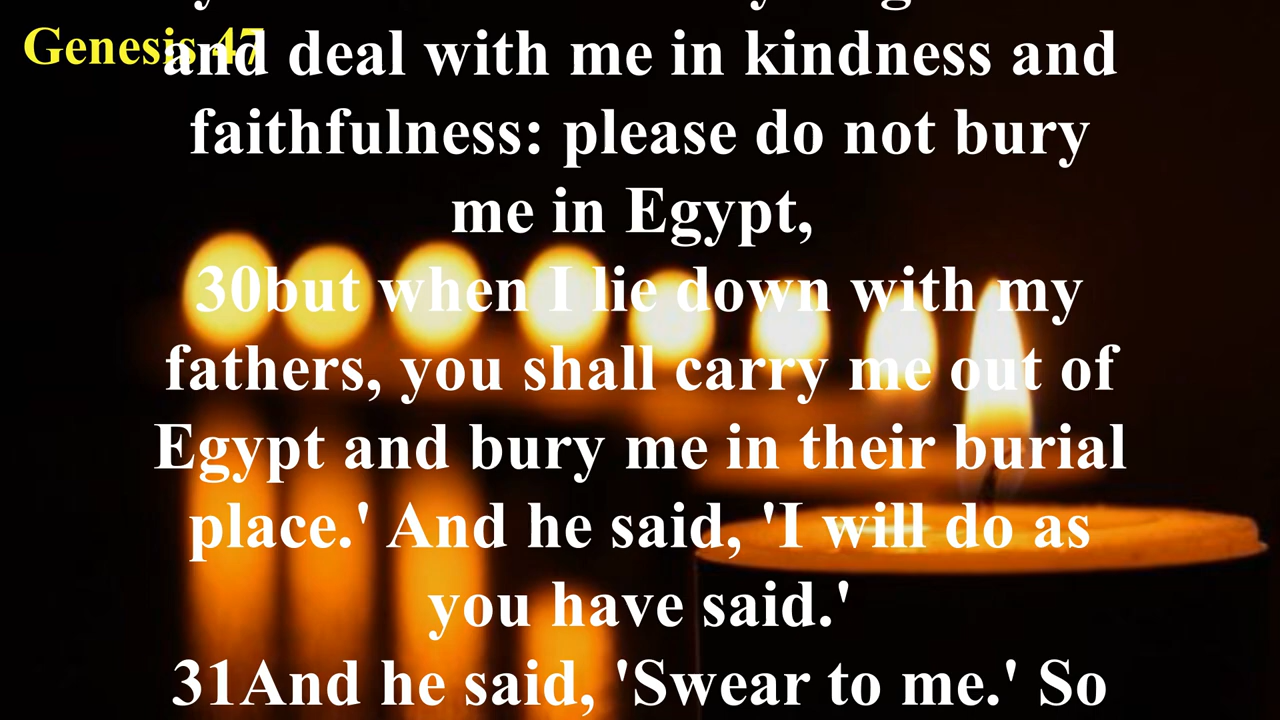 Genesis 47
and deal with me in kindness and
faithfulness: please do not bury
me in Egypt,
30but when I lie down with my
fathers, you shall carry me out of
Egypt and bury me in their burial
place.' And he said, 'I will do as
you have said.'
31And he said, 'Swear to me.' So